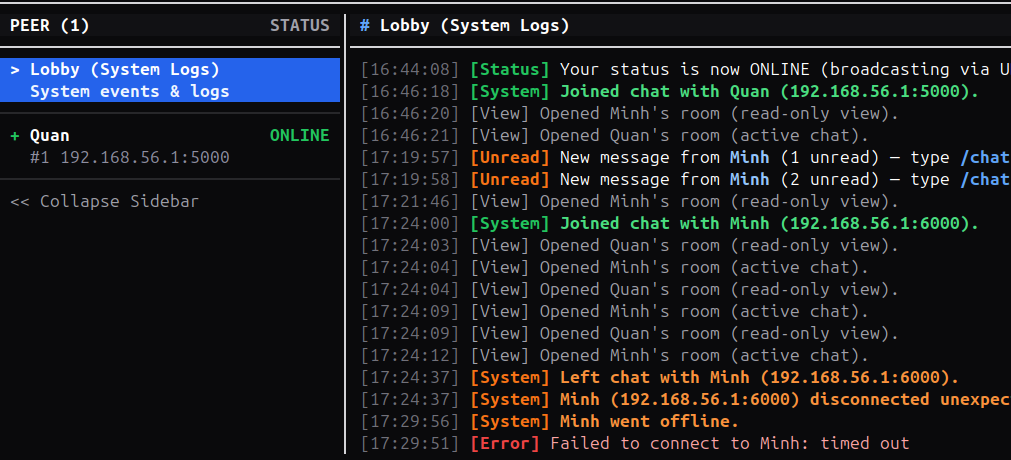 PEER (1) STATUS
> Lobby (System Logs)
System events & logs
+ Quan ONLINE
#1 192.168.56.1:5000
<< Collapse Sidebar
# Lobby (System Logs)
[16:44:08] [Status] Your status is now ONLINE (broadcasting via U
[16:46:18] [System] Joined chat with Quan (192.168.56.1:5000).
[16:46:20] [View] Opened Minh's room (read-only view).
[16:46:21] [View] Opened Quan's room (active chat).
[17:19:57] [Unread] New message from Minh (1 unread) — type /chat
[17:19:58] [Unread] New message from Minh (2 unread) — type /chat
[17:21:46] [View] Opened Minh's room (read-only view).
[17:24:00] [System] Joined chat with Minh (192.168.56.1:6000).
[17:24:03] [View] Opened Quan's room (read-only view).
[17:24:04] [View] Opened Minh's room (active chat).
[17:24:04] [View] Opened Quan's room (read-only view).
[17:24:09] [View] Opened Minh's room (active chat).
[17:24:09] [View] Opened Quan's room (read-only view).
[17:24:12] [View] Opened Minh's room (active chat).
[17:24:37] [System] Left chat with Minh (192.168.56.1:6000).
[17:24:37] [System] Minh (192.168.56.1:6000) disconnected unexpec
[17:29:56] [System] Minh went offline.
[17:29:51] [Error] Failed to connect to Minh: timed out